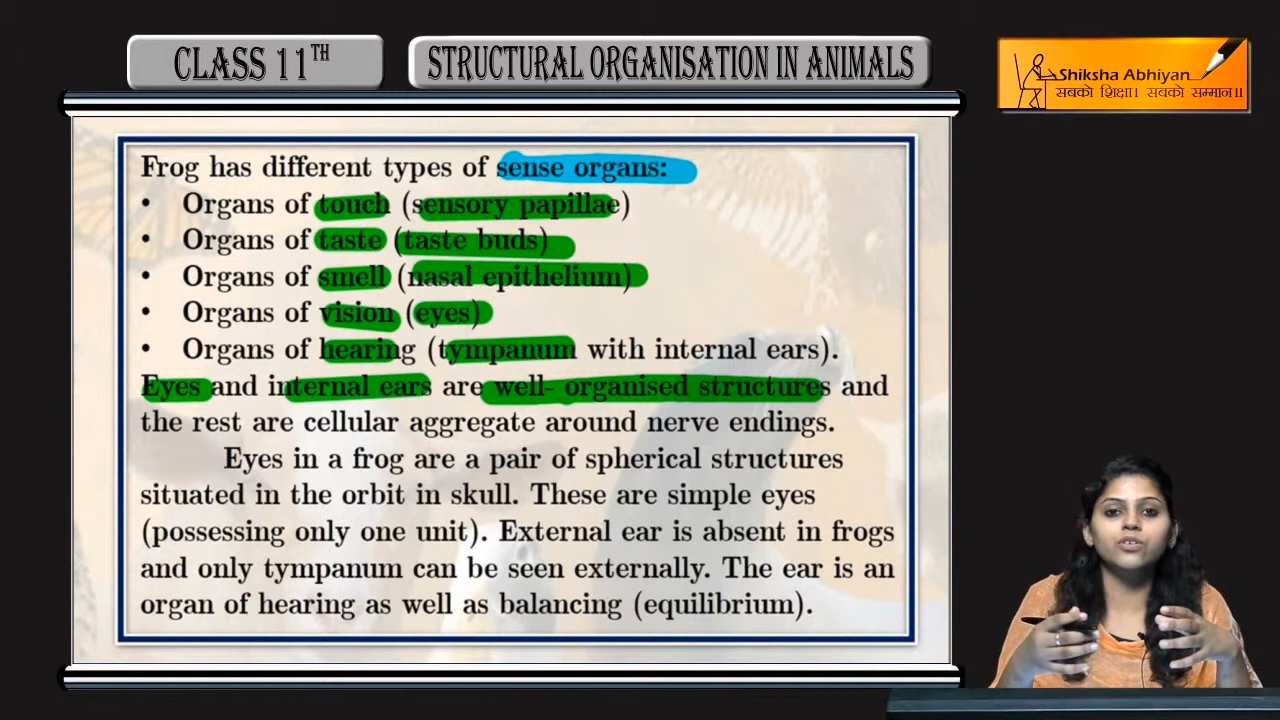 CLASS 11TH
STRUCTURAL ORGANISATION IN ANIMALS
Shiksha Abhiyan
सबको शिक्षा। सबको सम्मान॥
Frog has different types of sense organs:
• Organs of touch (sensory papillae)
• Organs of taste (taste buds)
• Organs of smell (nasal epithelium)
• Organs of vision (eyes)
• Organs of hearing (tympanum with internal ears).
Eyes and internal ears are well- organised structures and
the rest are cellular aggregate around nerve endings.
Eyes in a frog are a pair of spherical structures
situated in the orbit in skull. These are simple eyes
(possessing only one unit). External ear is absent in frogs
and only tympanum can be seen externally. The ear is an
organ of hearing as well as balancing (equilibrium).